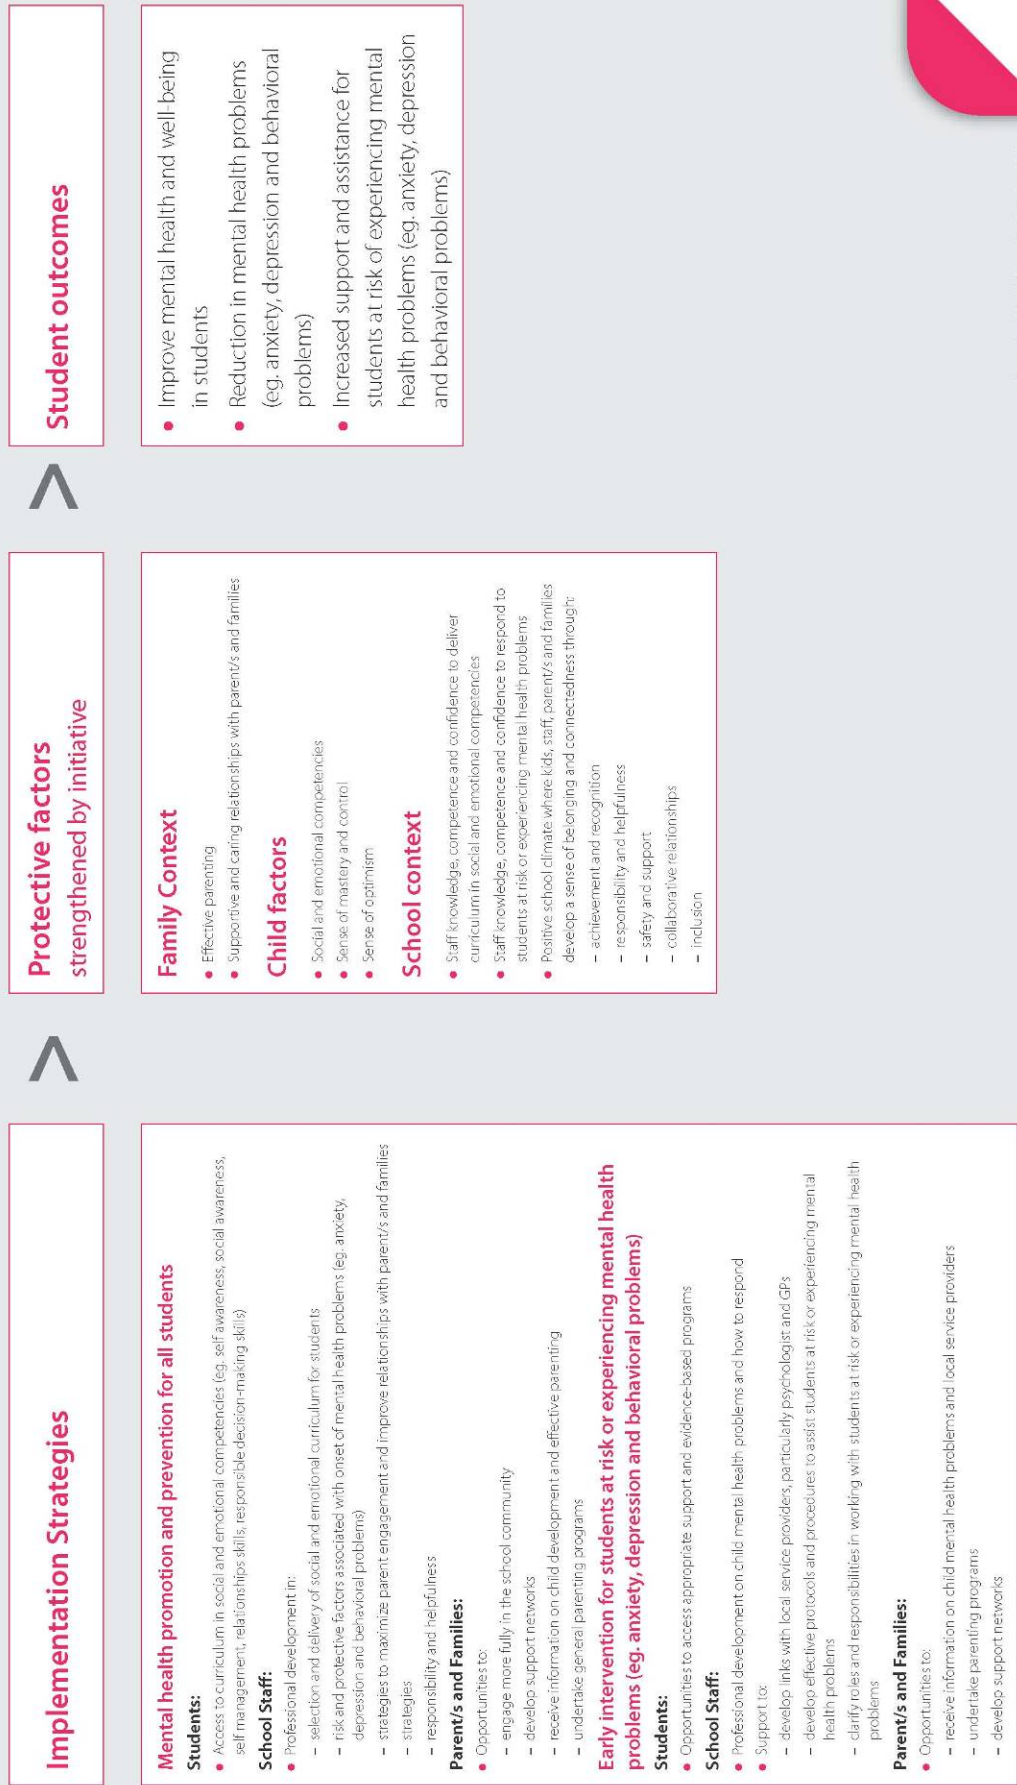 Implementation Strategies
>
Protective factors
strengthened by initiative
>
Student outcomes
Mental health promotion and prevention for all students
Students:
• Access to curriculum in social and emotional competencies (eg. self awareness, social awareness,
self management, relationships skills, responsible decision-making skills)
School Staff:
• Professional development in:
– selection and delivery of social and emotional curriculum for students
– risk and protective factors associated with onset of mental health problems (eg. anxiety,
depression and behavioral problems)
– strategies to maximize parent engagement and improve relationships with parent/s and families
– strategies
– responsibility and helpfulness
Parent/s and Families:
• Opportunities to:
– engage more fully in the school community
– develop support networks
– receive information on child development and effective parenting
– undertake general parenting programs
Early intervention for students at risk or experiencing mental health
problems (eg. anxiety, depression and behavioral problems)
Students:
• Opportunities to access appropriate support and evidence-based programs
School Staff:
• Professional development on child mental health problems and how to respond
• Support to:
– develop links with local service providers, particularly psychologist and GPs
– develop effective protocols and procedures to assist students at risk or experiencing mental
health problems
– clarify roles and responsibilities in working with students at risk or experiencing mental health
problems
Parent/s and Families:
• Opportunities to:
– receive information on child mental health problems and local service providers
– undertake parenting programs
– develop support networks
Family Context
• Effective parenting
• Supportive and caring relationships with parent/s and families
Child factors
• Social and emotional competencies
• Sense of mastery and control
• Sense of optimism
School context
• Staff knowledge, competence and confidence to deliver
curriculum in social and emotional competencies
• Staff knowledge, competence and confidence to respond to
students at risk or experiencing mental health problems
• Positive school climate where kids, staff, parent/s and families
develop a sense of belonging and connectedness through:
– achievement and recognition
– responsibility and helpfulness
– safety and support
– collaborative relationships
– inclusion
• Improve mental health and well-being
in students
• Reduction in mental health problems
(eg. anxiety, depression and behavioral
problems)
• Increased support and assistance for
students at risk of experiencing mental
health problems (eg. anxiety, depression
and behavioral problems)